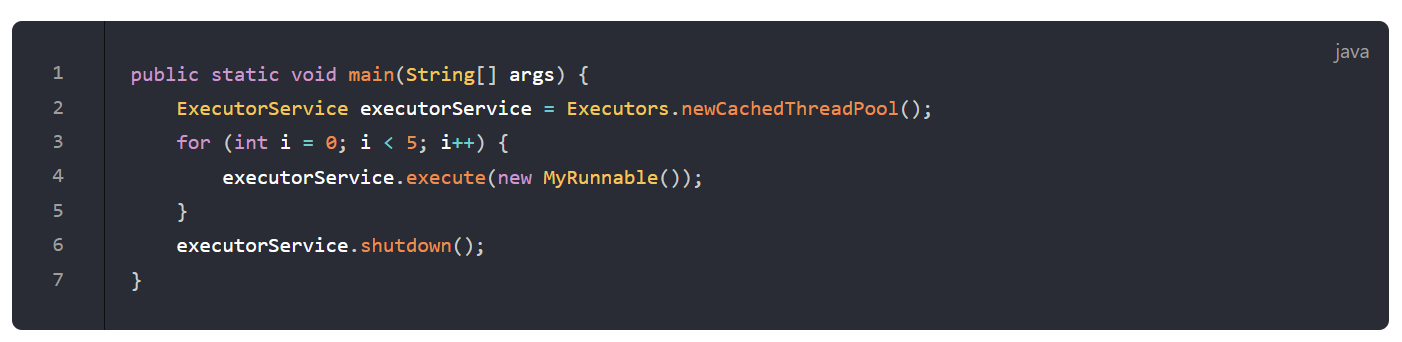 java
1 public static void main(String[] args) {
2     ExecutorService executorService = Executors.newCachedThreadPool();
3     for (int i = 0; i < 5; i++) {
4         executorService.execute(new MyRunnable());
5     }
6     executorService.shutdown();
7 }